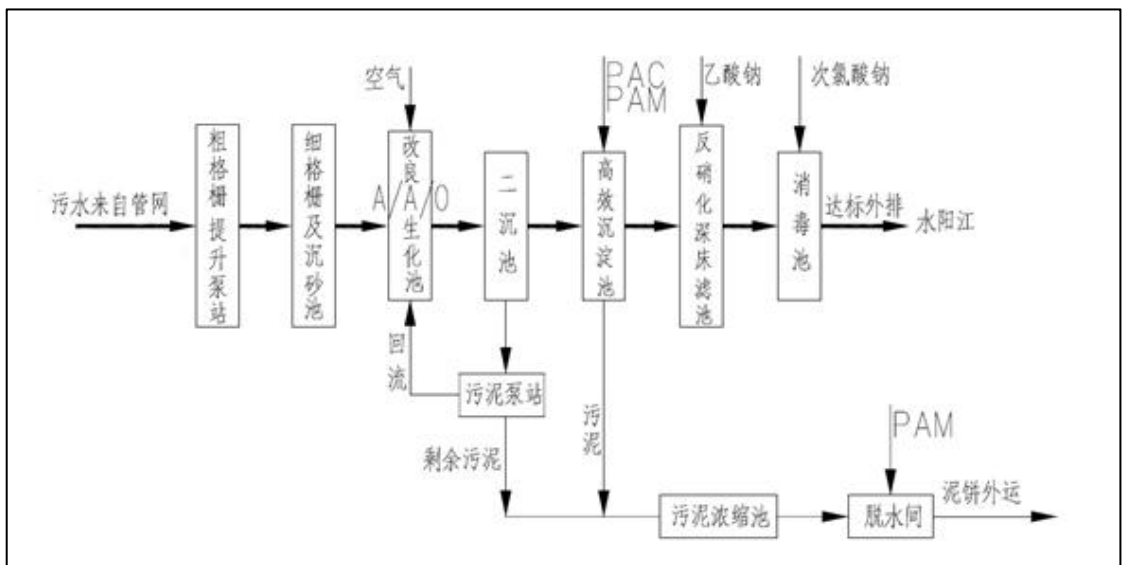 空气
PAC
PAM
乙酸钠
次氯酸钠
污水来自管网
粗格栅提升泵站
细格栅及沉砂池
改良A/A/O生化池
二沉池
高效沉淀池
反硝化深床滤池
消毒池
达标外排
水阳江
回流
污泥泵站
剩余污泥
污泥
PAM
污泥浓缩池
脱水间
泥饼外运